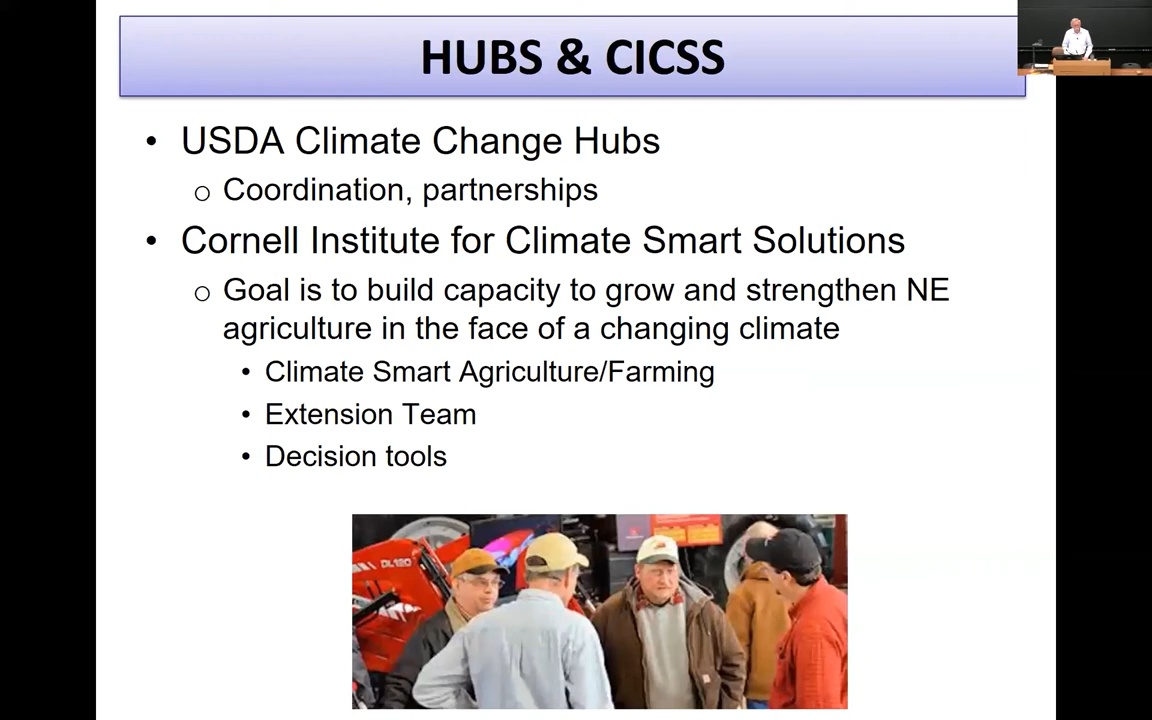 HUBS & CICSS
• USDA Climate Change Hubs
o Coordination, partnerships
• Cornell Institute for Climate Smart Solutions
o Goal is to build capacity to grow and strengthen NE
agriculture in the face of a changing climate
• Climate Smart Agriculture/Farming
• Extension Team
• Decision tools
DL120